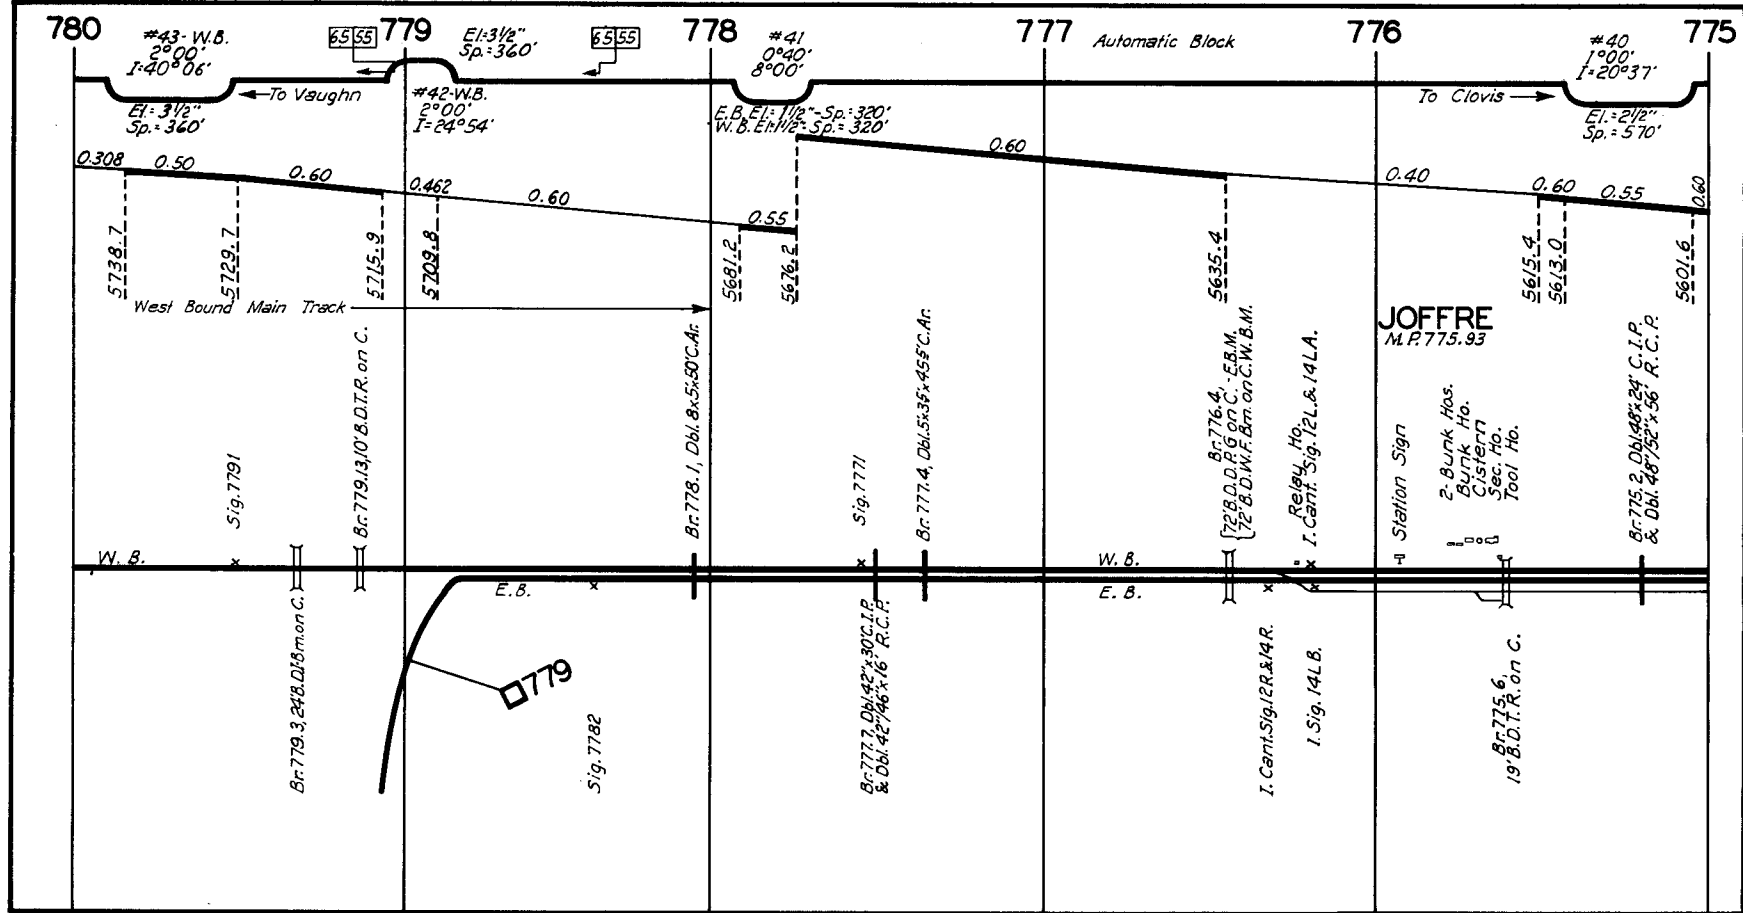 780
779
778
777
776
775
#43-W.B.
2°00'
I=40°06'
65 55
El=3½"
Sp.=360'
65 55
#41
0°40'
8°00'
Automatic Block
#40
1°00'
I=20°37'
To Vaughn
El.=3½"
Sp.=360'
#42-W.B.
2°00'
I=24°54'
E.B. El.=1½"-Sp.=320'
W.B. El=1½"-Sp.=320'
To Clovis
El.=2½"
Sp.=570'
0.308
0.50
0.60
0.462
0.60
0.55
0.60
0.40
0.60
0.55
0.60
5738.7
5729.7
5715.9
5709.8
5681.2
5676.2
5635.4
5615.4
5613.0
5601.6
West Bound Main Track
JOFFRE
M.P. 775.93
Sig. 7791
Br. 779.13, 10' B.D.T.R. on C.
Br. 778.1, Dbl. 8'x5'x50' C.Ar.
Sig. 7771
Br. 777.4, Dbl. 5'x3⁵'x45⁵' C.Ar.
Br. 776.4,
72' B.D.D.P.G on C. - E.B.M.
72' B.D.W.F. Bm. on C. W.B.M.
Relay Ho.
I. Cant. Sig. 12L. & 14LA.
Station Sign
2-Bunk Hos.
Bunk Ho.
Cistern
Sec. Ho.
Tool Ho.
Br. 775.2, Dbl. 48"x24' C.I.P.
& Dbl. 48"/52"x56' R.C.P.
W.B.
W.B.
E.B.
E.B.
Br. 779.3, 24' B.D.I-Bm. on C.
779
Sig. 7782
Br. 777.7, Dbl. 42"x30' C.I.P.
& Dbl. 42"/46"x16' R.C.P.
I. Cant. Sig. 12R. & 14R.
I. Sig. 14LB.
Br. 775.6,
19' B.D.T.R. on C.